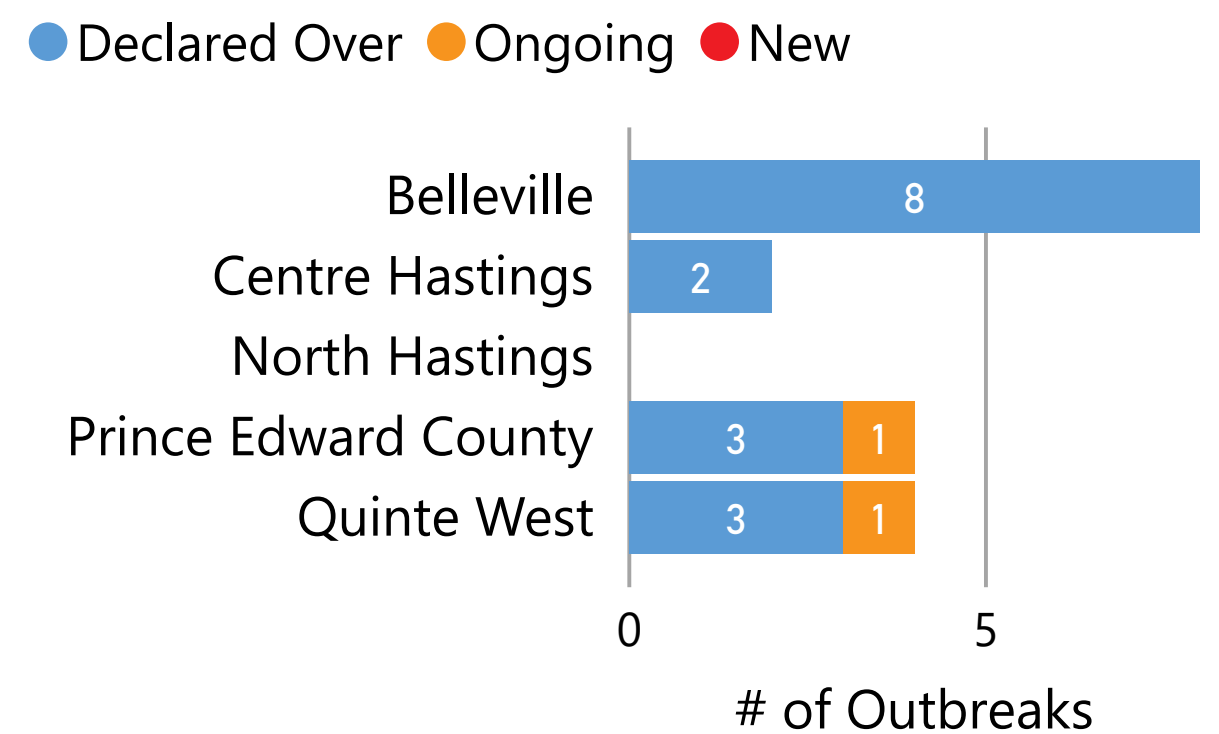 Declared Over Ongoing New
Belleville 8
Centre Hastings 2
North Hastings
Prince Edward County 3 1
Quinte West 3 1
0 5
# of Outbreaks